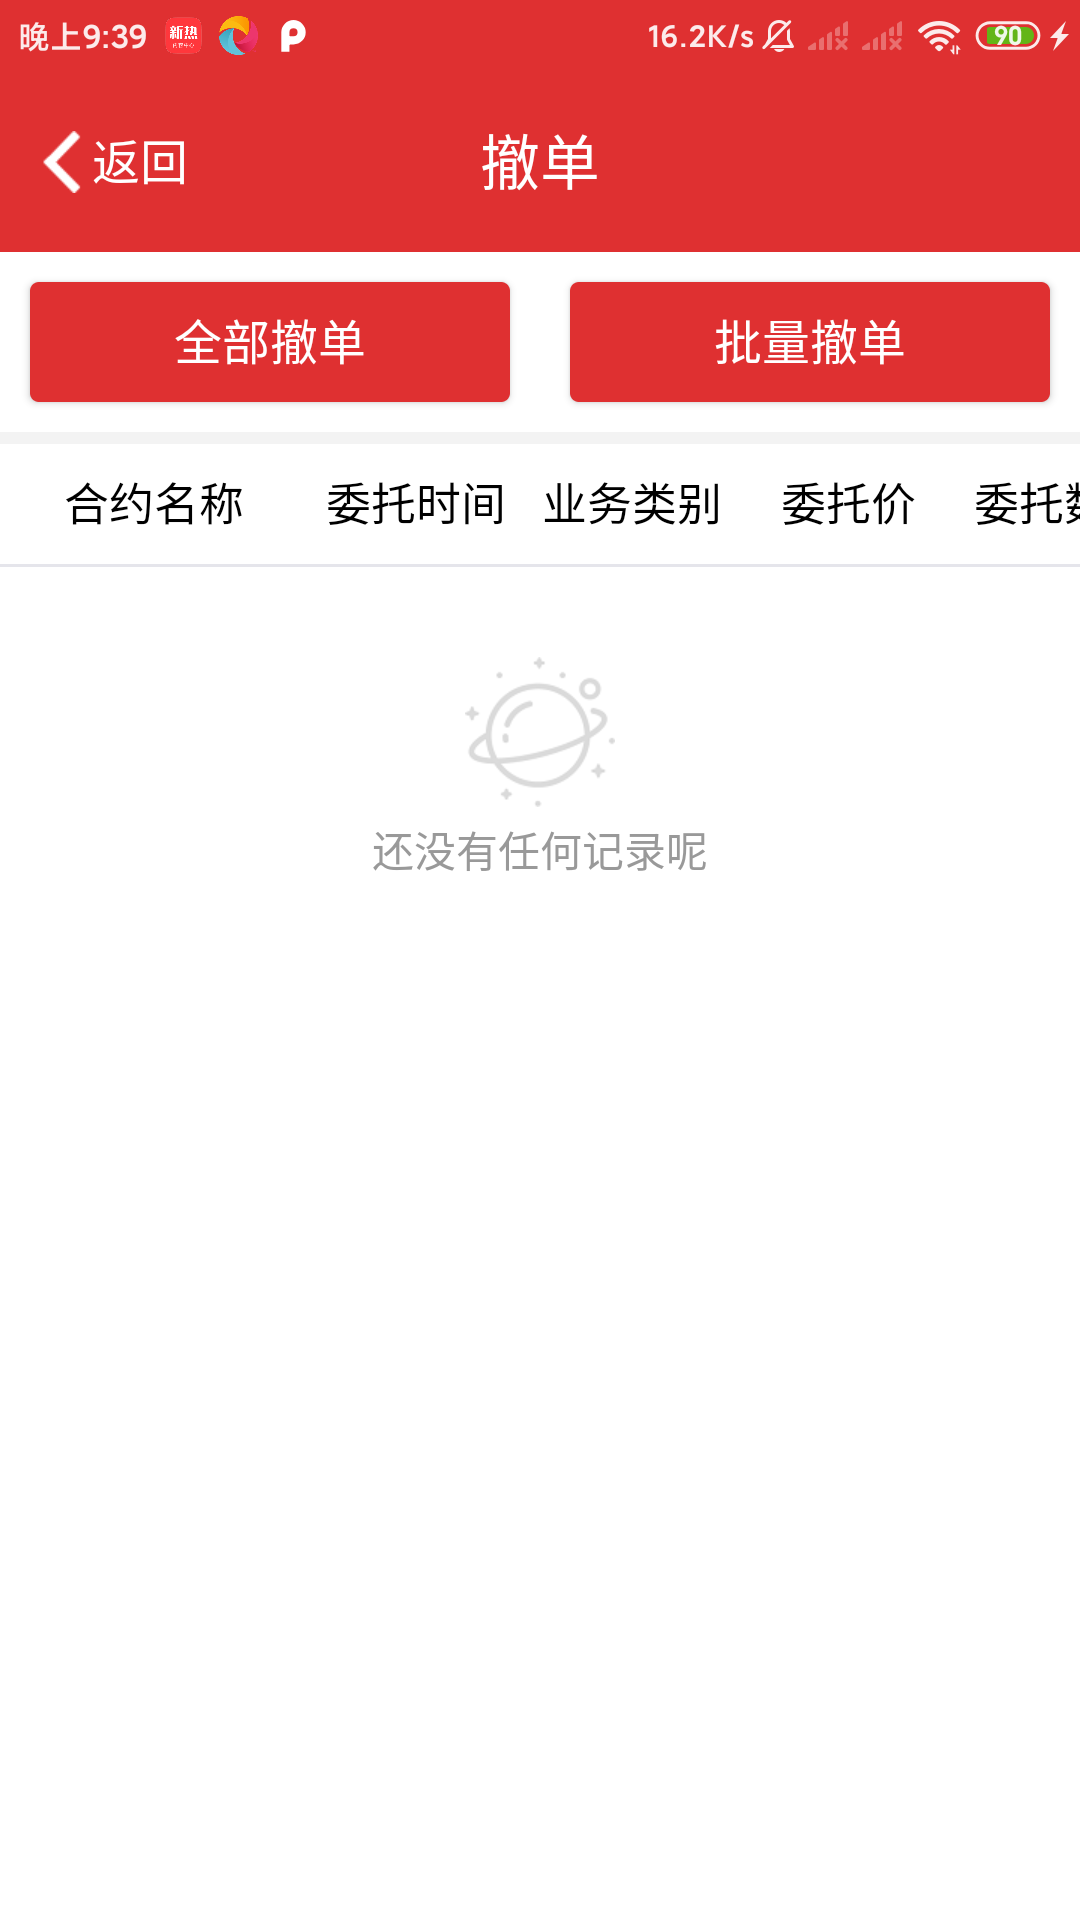 晚上9:39 新热 16.2K/s 90
返回 撤单
全部撤单 批量撤单
合约名称 委托时间 业务类别 委托价 委托数
还没有任何记录呢